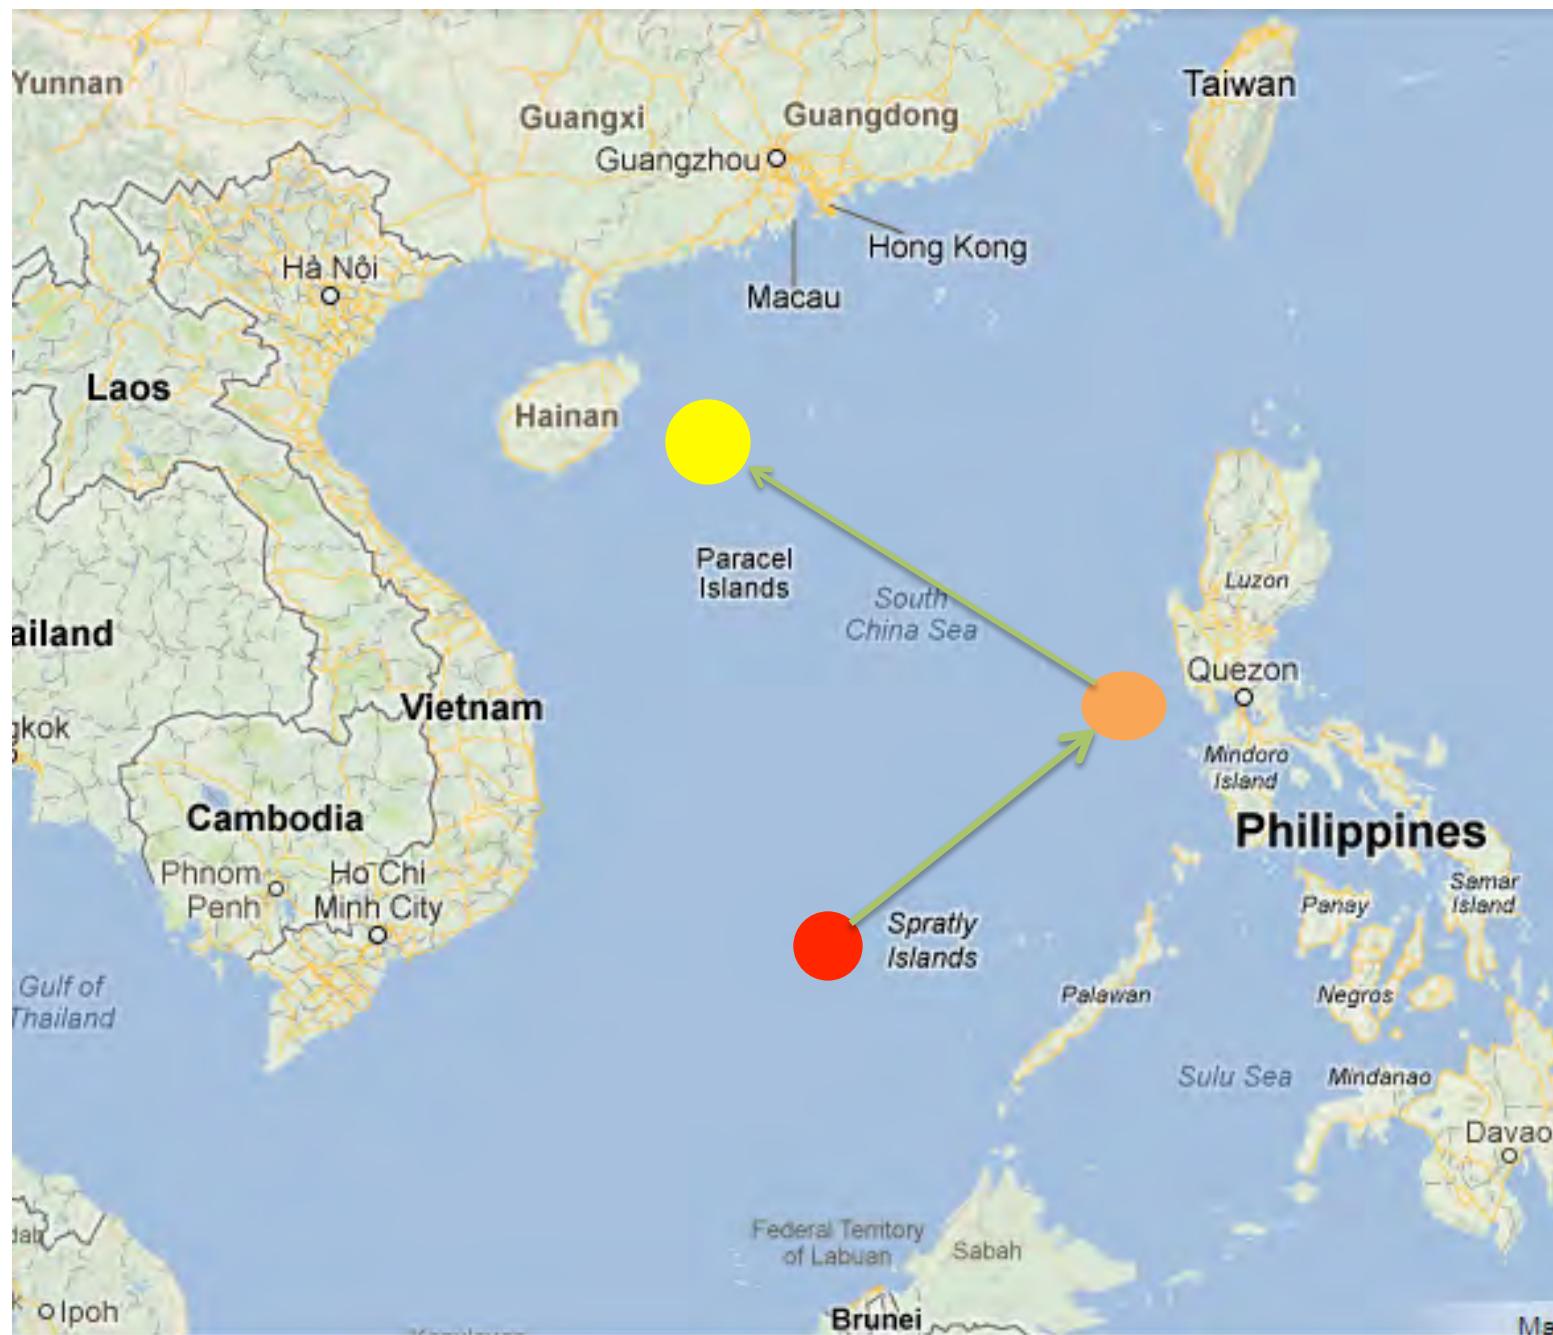 Yunnan
Taiwan
Guangxi
Guangdong
Guangzhou
Hong Kong
Macau
Hà Nội
Laos
Hainan
Paracel
Islands
South
China Sea
Luzon
ailand
Quezon
Vietnam
gkok
Mindoro
Island
Cambodia
Philippines
Phnom
Penh
Ho Chi
Minh City
Samar
Island
Panay
Spratly
Islands
Gulf of
Thailand
Palawan
Negros
Sulu Sea
Mindanao
Davao
Federal Territory
of Labuan
Sabah
Ipoh
Brunei
Ma